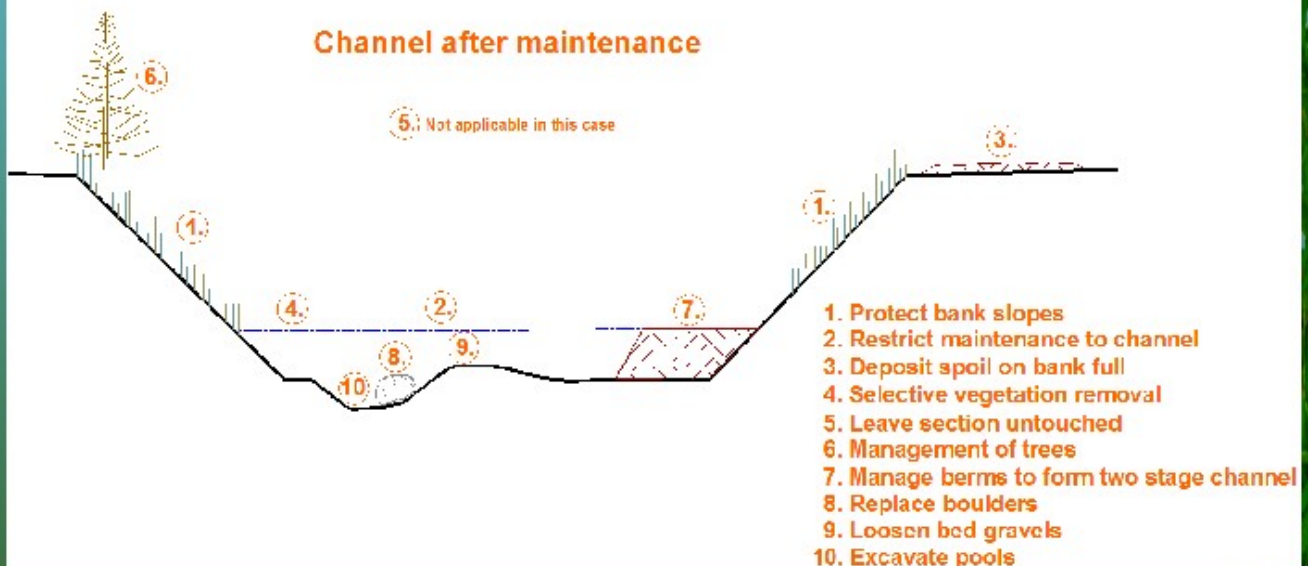 Channel after maintenance
6.
5. Not applicable in this case
3.
1.
1.
4.
2.
7.
9.
8.
10
1. Protect bank slopes
2. Restrict maintenance to channel
3. Deposit spoil on bank full
4. Selective vegetation removal
5. Leave section untouched
6. Management of trees
7. Manage berms to form two stage channel
8. Replace boulders
9. Loosen bed gravels
10. Excavate pools